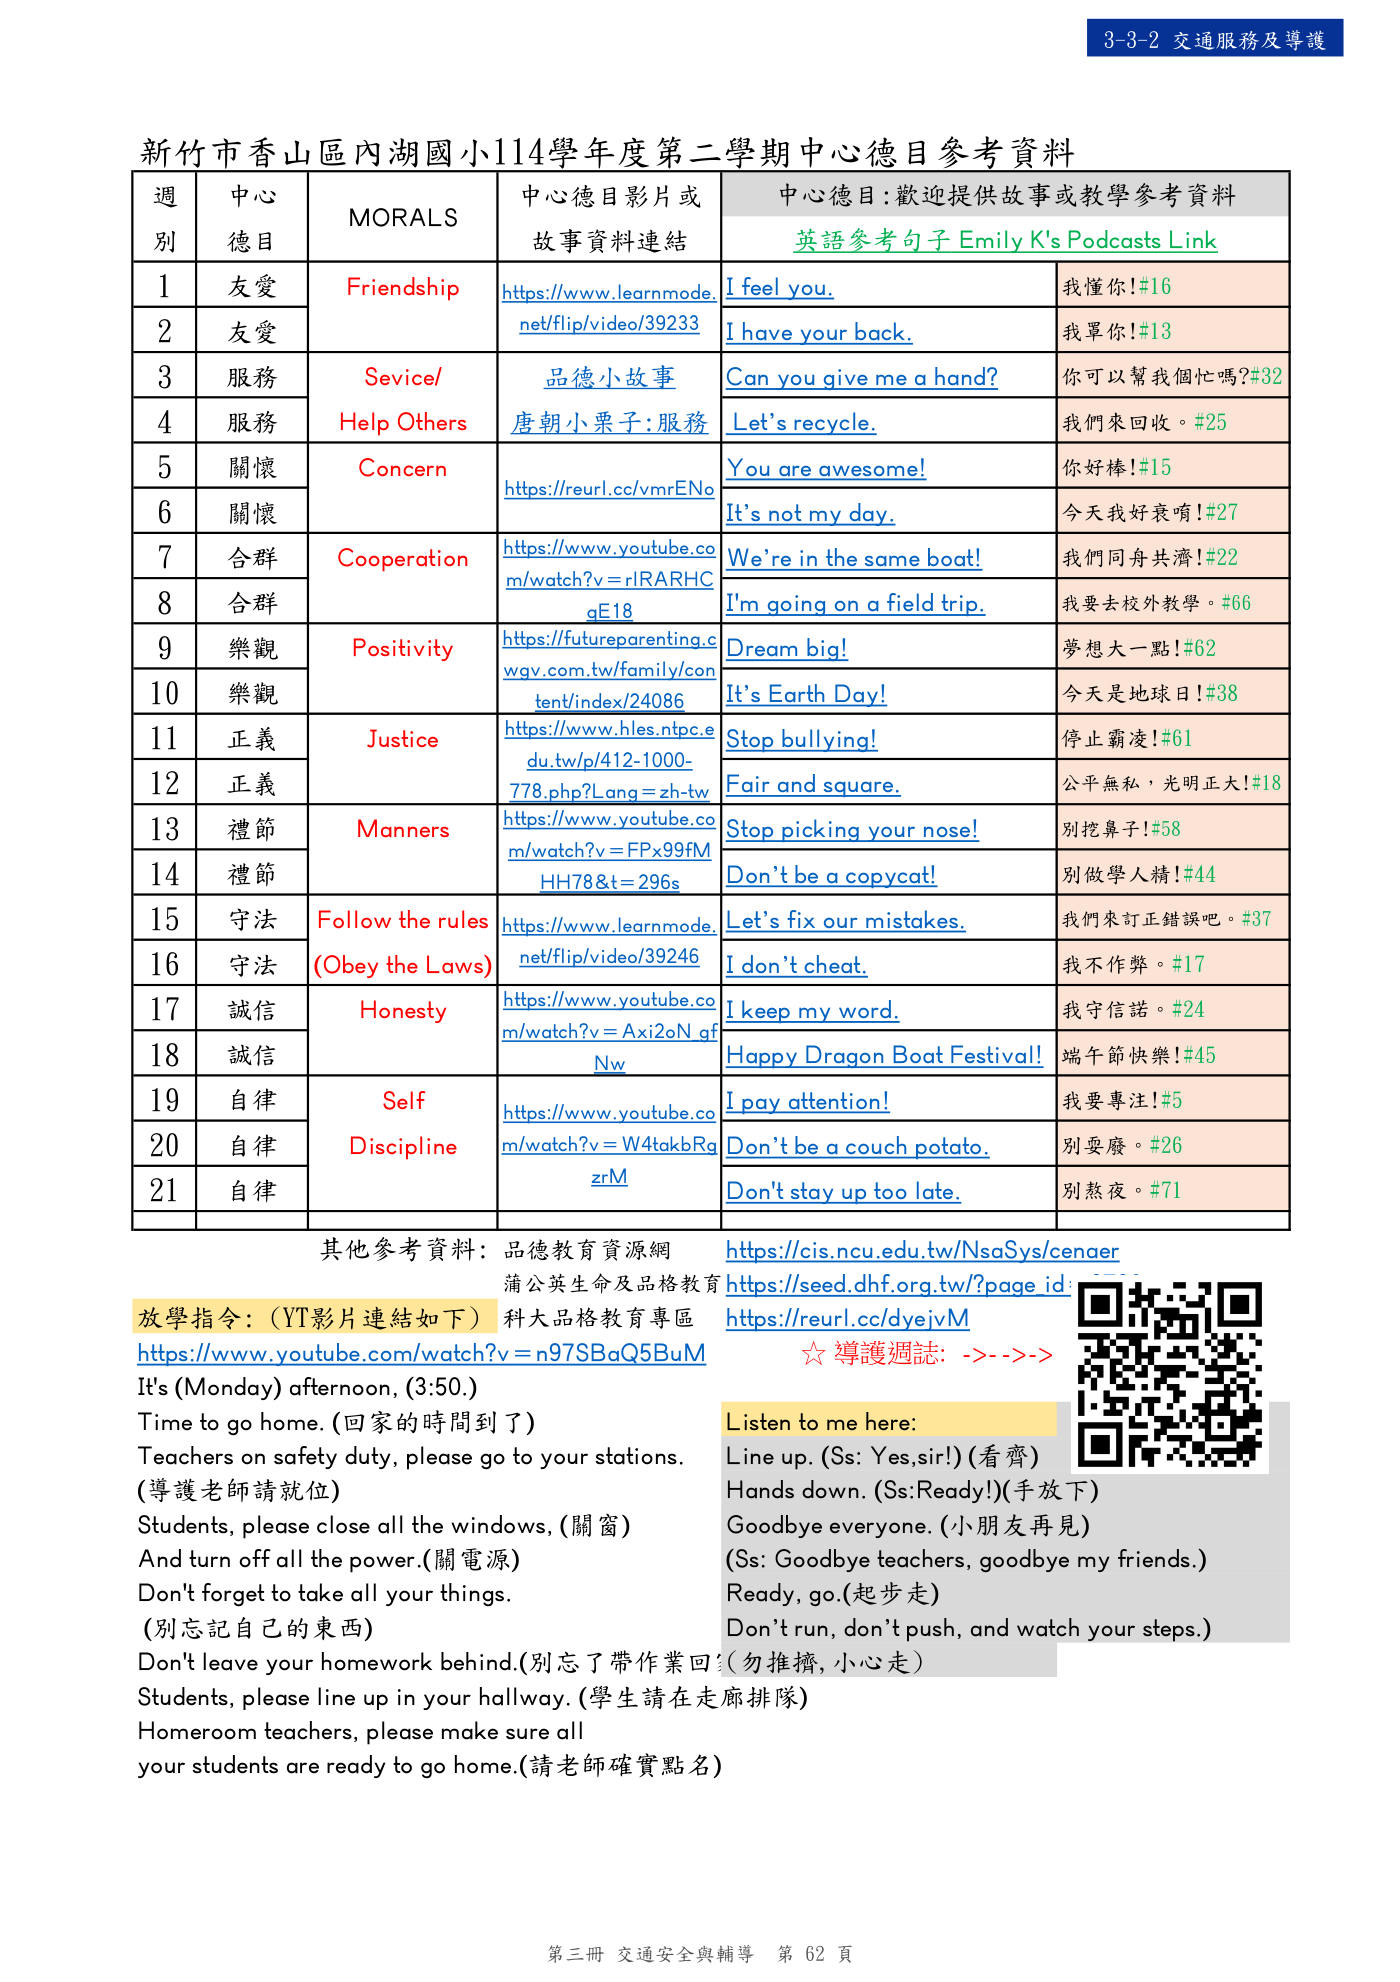 3-3-2 交通服務及導護
新竹市香山區內湖國小114學年度第二學期中心德目參考資料
週別 中心德目 MORALS 中心德目影片或故事資料連結 中心德目:歡迎提供故事或教學參考資料
英語參考句子 Emily K's Podcasts Link
1 友愛 Friendship https://www.learnmode.net/flip/video/39233 I feel you. 我懂你!#16
2 友愛 I have your back. 我罩你!#13
3 服務 Sevice/ 品德小故事 Can you give me a hand? 你可以幫我個忙嗎?#32
4 服務 Help Others 唐朝小栗子:服務 Let's recycle. 我們來回收。#25
5 關懷 Concern https://reurl.cc/vmrENo You are awesome! 你好棒!#15
6 關懷 It's not my day. 今天我好衰唷!#27
7 合群 Cooperation https://www.youtube.com/watch?v=rlRARHCqE18 We're in the same boat! 我們同舟共濟!#22
8 合群 I'm going on a field trip. 我要去校外教學。#66
9 樂觀 Positivity https://futureparenting.cwgv.com.tw/family/content/index/24086 Dream big! 夢想大一點!#62
10 樂觀 It's Earth Day! 今天是地球日!#38
11 正義 Justice https://www.hles.ntpc.edu.tw/p/412-1000-778.php?Lang=zh-tw Stop bullying! 停止霸凌!#61
12 正義 Fair and square. 公平無私，光明正大!#18
13 禮節 Manners https://www.youtube.com/watch?v=FPx99fMHH78&t=296s Stop picking your nose! 別挖鼻子!#58
14 禮節 Don't be a copycat! 別做學人精!#44
15 守法 Follow the rules https://www.learnmode.net/flip/video/39246 Let's fix our mistakes. 我們來訂正錯誤吧。#37
16 守法 (Obey the Laws) I don't cheat. 我不作弊。#17
17 誠信 Honesty https://www.youtube.com/watch?v=Axi2oN_gfNw I keep my word. 我守信諾。#24
18 誠信 Happy Dragon Boat Festival! 端午節快樂!#45
19 自律 Self https://www.youtube.com/watch?v=W4takbRgzrM I pay attention! 我要專注!#5
20 自律 Discipline Don't be a couch potato. 別耍廢。#26
21 自律 Don't stay up too late. 別熬夜。#71
其他參考資料: 品德教育資源網 https://cis.ncu.edu.tw/NsaSys/cenaer
蒲公英生命及品格教育 https://seed.dhf.org.tw/?page_id=
放學指令:（YT影片連結如下） 科大品格教育專區 https://reurl.cc/dyejvM
https://www.youtube.com/watch?v=n97SBaQ5BuM ☆ 導護週誌: ->-->->
It's (Monday) afternoon, (3:50.)
Time to go home. (回家的時間到了)
Teachers on safety duty, please go to your stations.
(導護老師請就位)
Students, please close all the windows, (關窗)
And turn off all the power.(關電源)
Don't forget to take all your things.
(別忘記自己的東西)
Don't leave your homework behind.(別忘了帶作業回
Students, please line up in your hallway. (學生請在走廊排隊)
Homeroom teachers, please make sure all
your students are ready to go home.(請老師確實點名)
Listen to me here:
Line up. (Ss: Yes,sir!) (看齊)
Hands down. (Ss:Ready!)(手放下)
Goodbye everyone. (小朋友再見)
(Ss: Goodbye teachers, goodbye my friends.)
Ready, go.(起步走)
Don't run, don't push, and watch your steps.)
（勿推擠,小心走）
第三冊 交通安全與輔導 第 62 頁